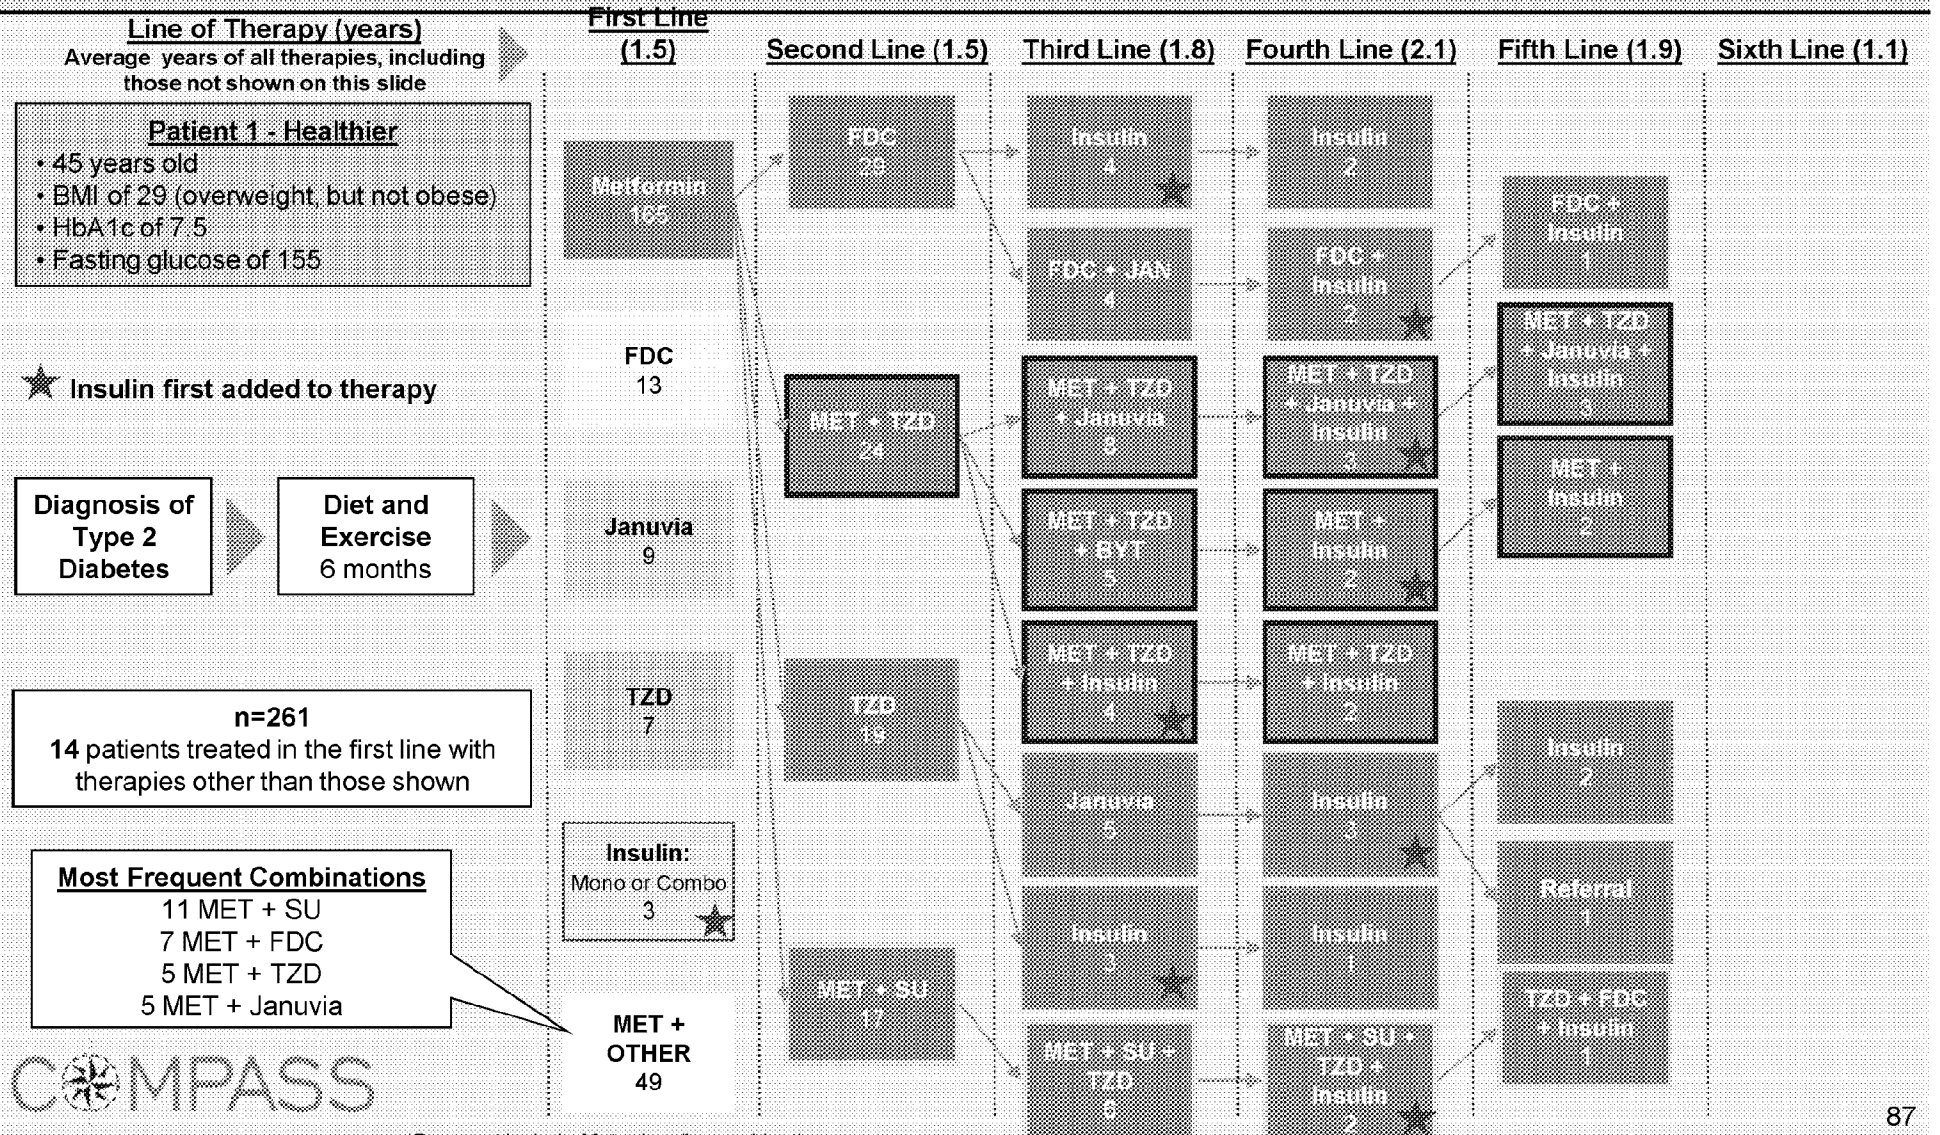 Line of Therapy (years)
Average years of all therapies, including
those not shown on this slide
First Line
(1.5)
Second Line (1.5)
Third Line (1.8)
Fourth Line (2.1)
Fifth Line (1.9)
Sixth Line (1.1)
Patient 1 - Healthier
• 45 years old
• BMI of 29 (overweight, but not obese)
• HbA1c of 7.5
• Fasting glucose of 155
Insulin first added to therapy
Diagnosis of
Type 2
Diabetes
Diet and
Exercise
6 months
n=261
14 patients treated in the first line with
therapies other than those shown
Most Frequent Combinations
11 MET + SU
7 MET + FDC
5 MET + TZD
5 MET + Januvia
COMPASS
Metformin
165
FDC
13
Januvia
9
TZD
7
Insulin:
Mono or Combo
3
MET +
OTHER
49
FDC
MET + TZD
24
TZD
19
MET + SU
17
Insulin
4
FDC + JAN
4
MET + TZD
+ Januvia
MET + TZD
+ BYT
5
MET + TZD
+ Insulin
4
Januvia
5
Insulin
3
MET + SU +
TZD
6
Insulin
2
FDC +
Insulin
2
MET + TZD
+ Januvia +
Insulin
3
MET +
Insulin
2
MET + TZD
+ Insulin
2
Insulin
3
Insulin
1
MET + SU +
TZD +
Insulin
2
FDC +
Insulin
1
MET + TZD
+ Januvia +
Insulin
3
MET +
Insulin
2
Insulin
2
Referral
1
TZD + FDC
+ Insulin
1
87